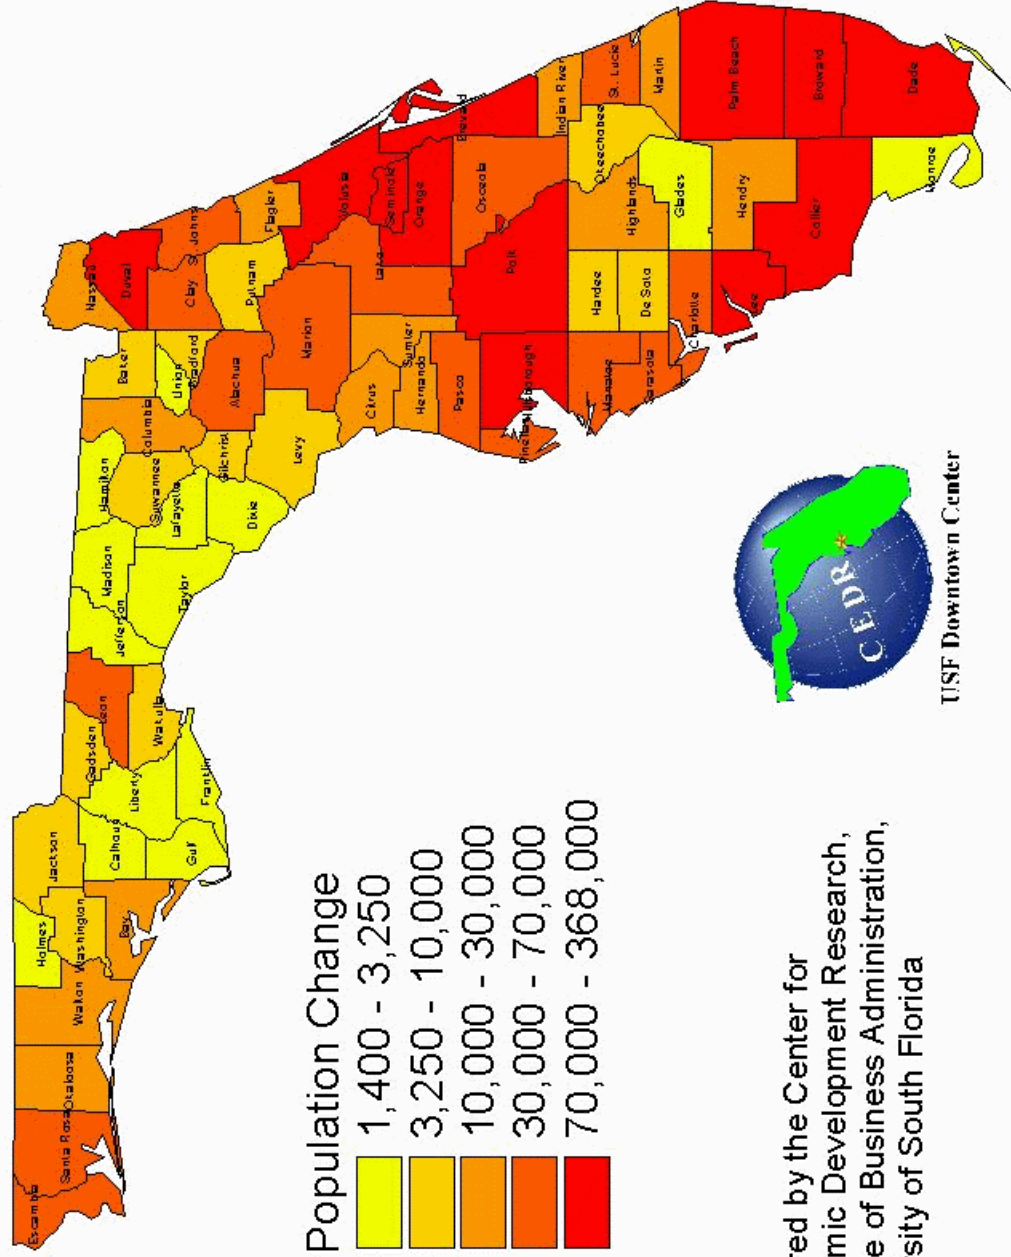 Escambia
Santa Rosa
Okaloosa
Walton
Holmes
Washington
Bay
Jackson
Calhoun
Gulf
Liberty
Franklin
Gadsden
Leon
Wakulla
Jefferson
Madison
Taylor
Hamilton
Suwannee
Lafayette
Dixie
Columbia
Gilchrist
Levy
Baker
Union
Bradford
Alachua
Nassau
Duval
Clay
St. Johns
Putnam
Flagler
Marion
Citrus
Sumter
Hernando
Pasco
Lake
Volusia
Seminole
Orange
Brevard
Osceola
Polk
Hillsborough
Pinellas
Manatee
Sarasota
Hardee
De Soto
Highlands
Okeechobee
Indian River
St. Lucie
Martin
Charlotte
Glades
Palm Beach
Lee
Hendry
Broward
Collier
Dade
Monroe
Population Change
1,400 - 3,250
3,250 - 10,000
10,000 - 30,000
30,000 - 70,000
70,000 - 368,000
CEDR
USF Downtown Center
red by the Center for
mic Development Research,
e of Business Administration,
sity of South Florida